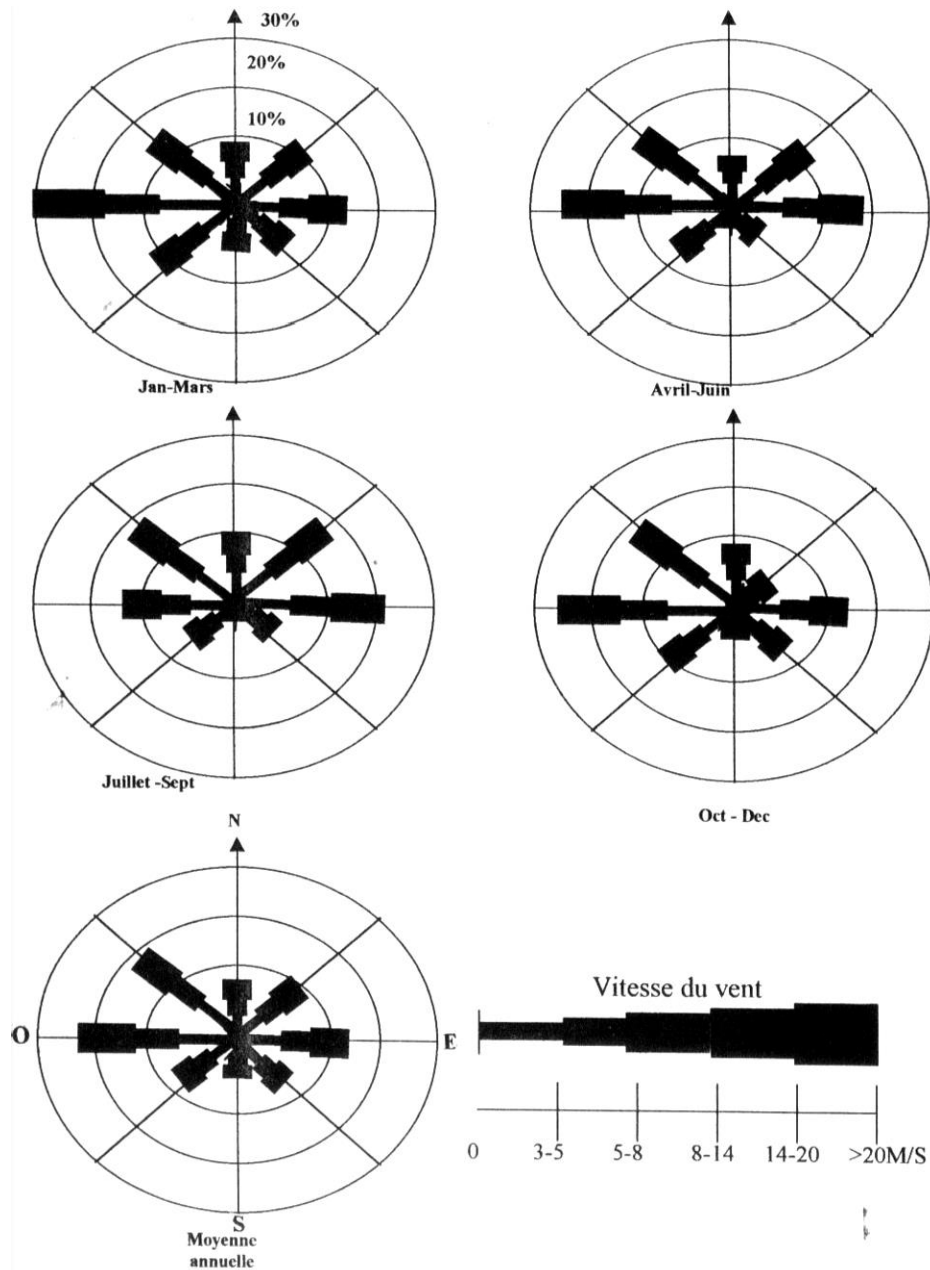 30%
20%
10%
Jan-Mars
Avril-Juin
Juillet -Sept
Oct - Dec
N
O
E
S
Moyenne
annuelle
Vitesse du vent
0 3-5 5-8 8-14 14-20 >20M/S